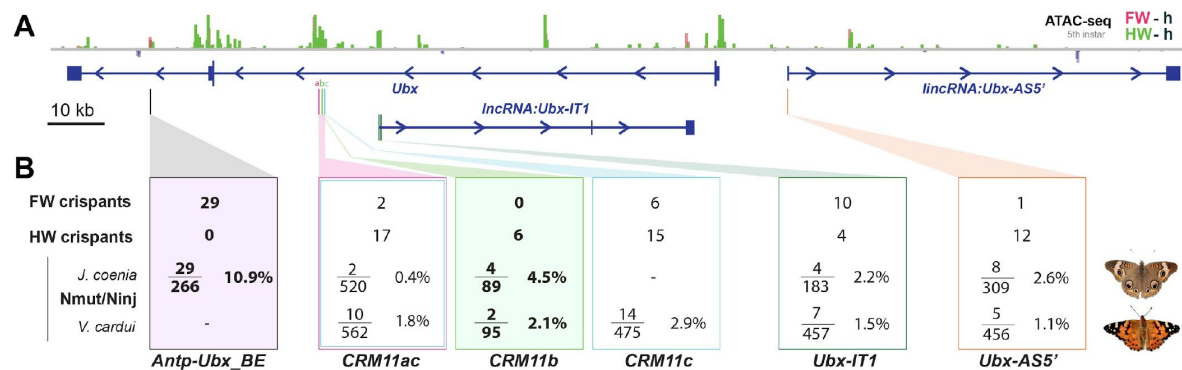 A
ATAC-seq FW - h
5th instar HW - h
abc
Ubx
lincRNA:Ubx-AS5’
10 kb
lncRNA:Ubx-IT1
B
FW crispants 29 2 0 6 10 1
HW crispants 0 17 6 15 4 12
J. coenia 29/266 10.9% 2/520 0.4% 4/89 4.5% - 4/183 2.2% 8/309 2.6%
Nmut/Ninj
V. cardui - 10/562 1.8% 2/95 2.1% 14/475 2.9% 7/457 1.5% 5/456 1.1%
Antp-Ubx_BE CRM11ac CRM11b CRM11c Ubx-IT1 Ubx-AS5’